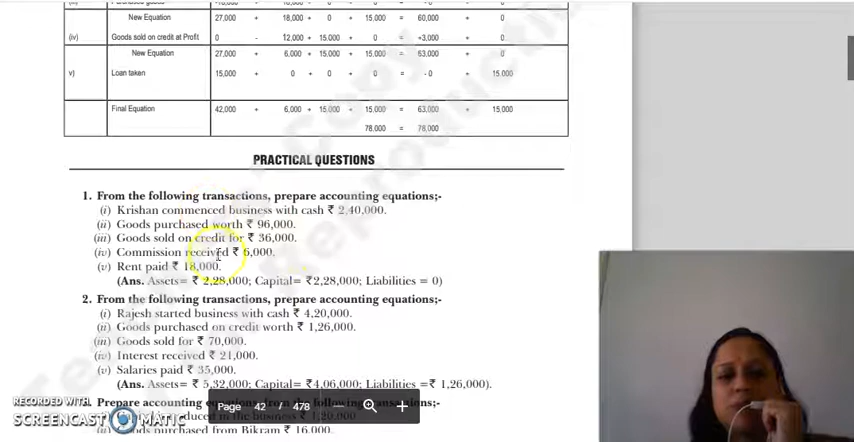 New Equation 27,000 + 18,000 + 0 + 15,000 = 60,000 + 0
(iv) Goods sold on credit at Profit 0 - 12,000 + 15,000 + 0 = +3,000 + 0
New Equation 27,000 + 6,000 + 15,000 + 15,000 = 63,000 + 0
v) Loan taken 15,000 + 0 + 0 + 0 = - 0 + 15.000
Final Equation 42,000 + 6,000 + 15,000 + 15,000 = 63,000 + 15,000
78,000 = 78,000
PRACTICAL QUESTIONS
1. From the following transactions, prepare accounting equations;-
(i) Krishan commenced business with cash ₹ 2,40,000.
(ii) Goods purchased worth ₹ 96,000.
(iii) Goods sold on credit for ₹ 36,000.
(iv) Commission received ₹ 6,000.
(v) Rent paid ₹ 18,000.
(Ans. Assets= ₹ 2,28,000; Capital= ₹2,28,000; Liabilities = 0)
2. From the following transactions, prepare accounting equations;-
(i) Rajesh started business with cash ₹ 4,20,000.
(ii) Goods purchased on credit worth ₹ 1,26,000.
(iii) Goods sold for ₹ 70,000.
(iv) Interest received ₹ 21,000.
(v) Salaries paid ₹ 35,000.
(Ans. Assets= ₹ 5,32,000; Capital= ₹4,06,000; Liabilities =₹ 1,26,000).
Prepare accounting
Page 42 / 478
RECORDED WITH
SCREENCAST MATIC
purchased from Bikram ₹ 16,000.